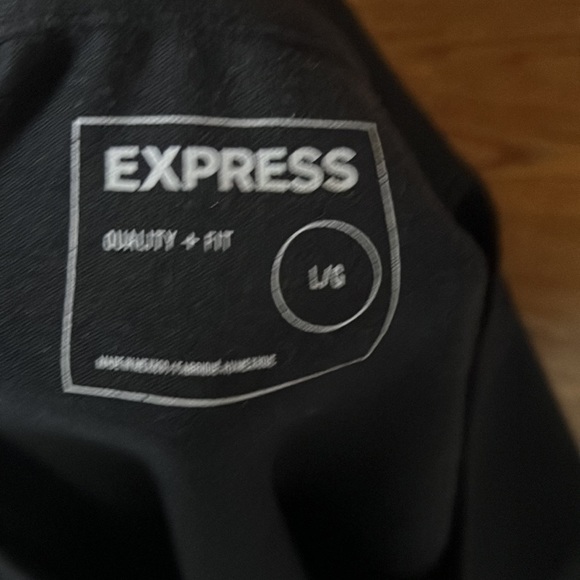 EXPRESS
QUALITY + FIT
L/G